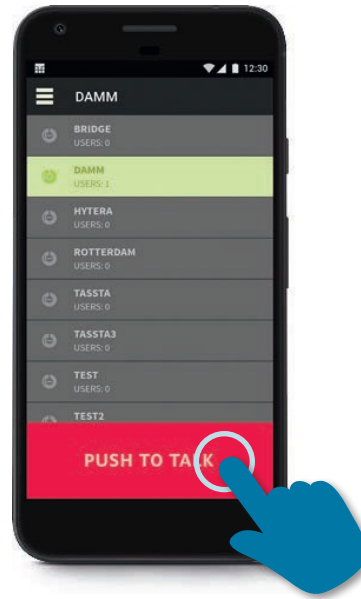 12:30
DAMM
BRIDGE
USERS: 0
DAMM
USERS: 1
HYTERA
USERS: 0
ROTTERDAM
USERS: 0
TASSTA
USERS: 0
TASSTA3
USERS: 0
TEST
USERS: 0
TEST2
PUSH TO TALK